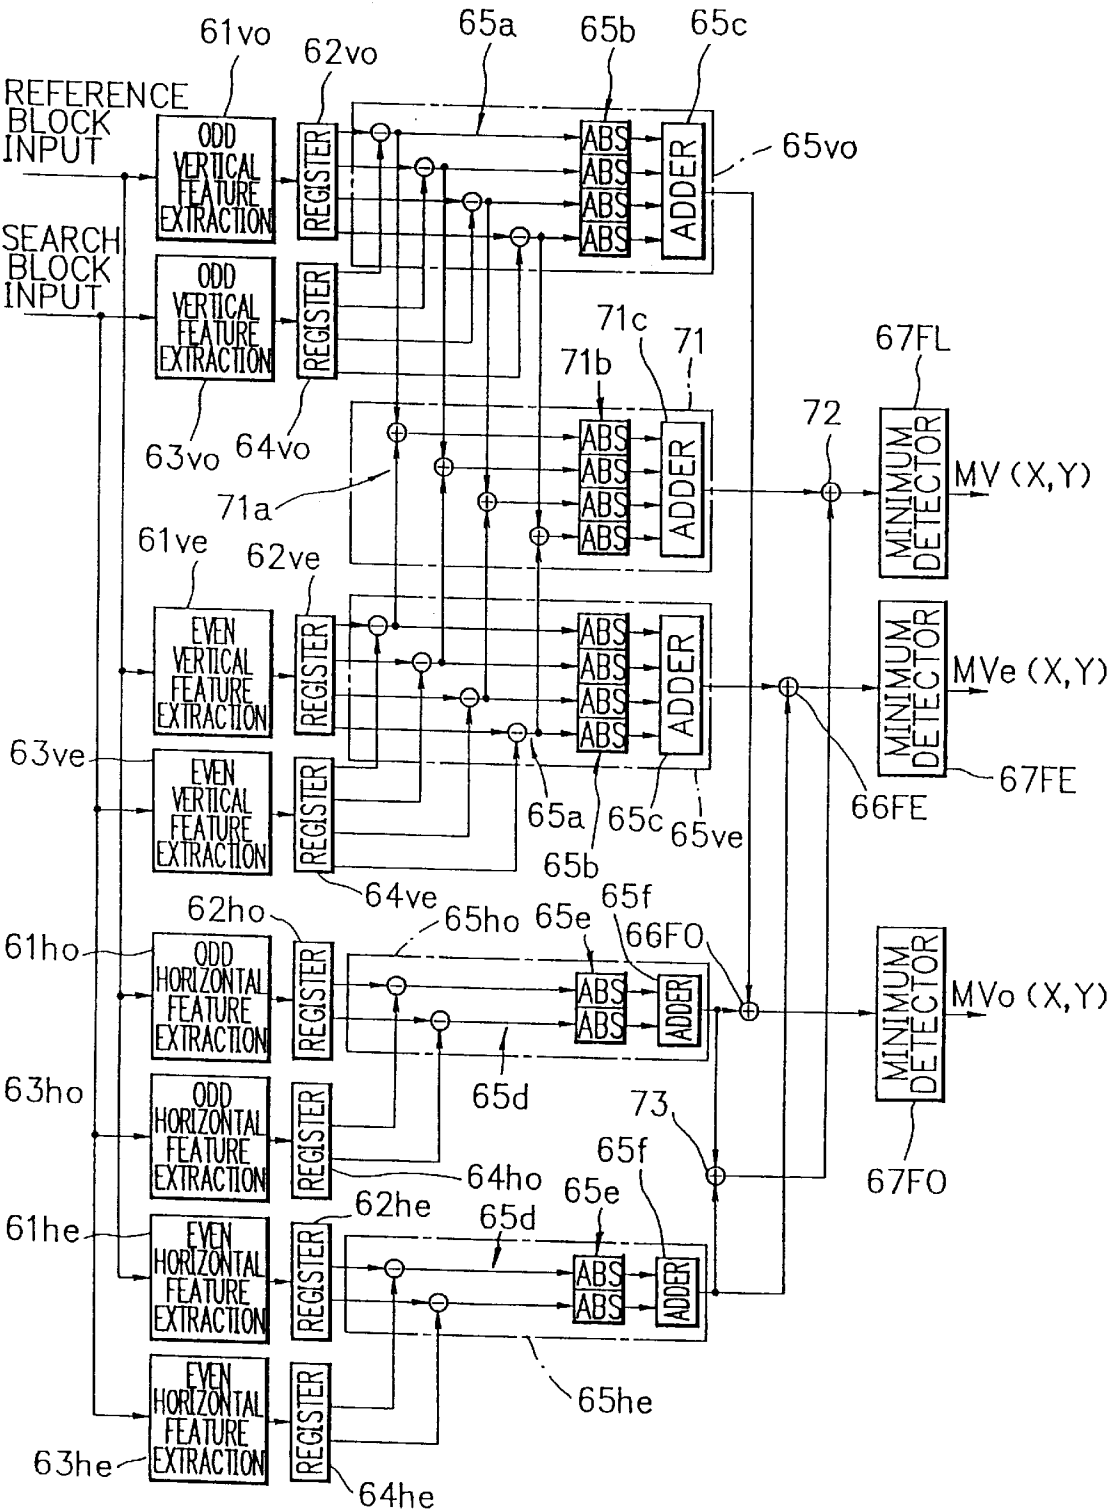 61vo
62vo
65a
65b
65c
REFERENCE
BLOCK
INPUT
ODD
VERTICAL
FEATURE
EXTRACTION
REGISTER
ABS
ABS
ABS
ABS
ADDER
65vo
SEARCH
BLOCK
INPUT
ODD
VERTICAL
FEATURE
EXTRACTION
REGISTER
63vo
64vo
71a
71b
71c
71
ABS
ABS
ABS
ABS
ADDER
72
67FL
MINIMUM
DETECTOR
MV (X,Y)
61ve
62ve
EVEN
VERTICAL
FEATURE
EXTRACTION
REGISTER
ABS
ABS
ABS
ABS
ADDER
MINIMUM
DETECTOR
MVe (X,Y)
66FE
67FE
63ve
EVEN
VERTICAL
FEATURE
EXTRACTION
REGISTER
64ve
65a
65b
65c
65ve
61ho
62ho
65ho
65e
65f
66FO
ODD
HORIZONTAL
FEATURE
EXTRACTION
REGISTER
ABS
ABS
ADDER
MINIMUM
DETECTOR
MVo (X,Y)
67FO
65d
63ho
ODD
HORIZONTAL
FEATURE
EXTRACTION
REGISTER
64ho
73
61he
62he
65d
65e
65f
EVEN
HORIZONTAL
FEATURE
EXTRACTION
REGISTER
ABS
ABS
ADDER
65he
EVEN
HORIZONTAL
FEATURE
EXTRACTION
REGISTER
63he
64he